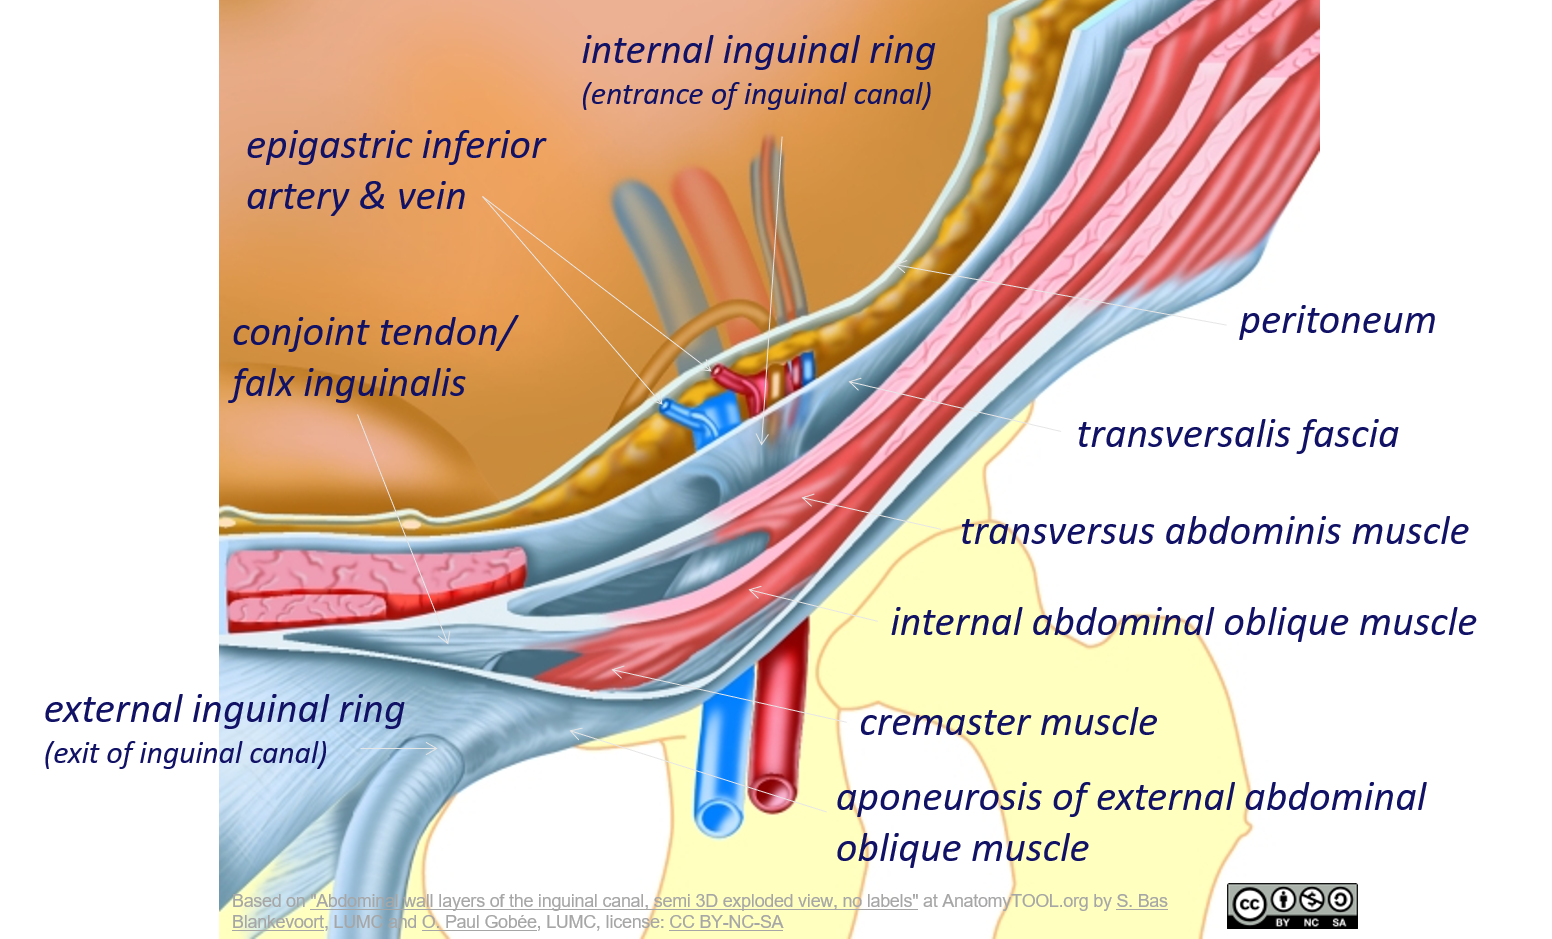 internal inguinal ring
(entrance of inguinal canal)
epigastric inferior
artery & vein
conjoint tendon/
falx inguinalis
peritoneum
transversalis fascia
transversus abdominis muscle
internal abdominal oblique muscle
external inguinal ring
(exit of inguinal canal)
cremaster muscle
aponeurosis of external abdominal
oblique muscle
Based on "Abdominal wall layers of the inguinal canal, semi 3D exploded view, no labels" at AnatomyTOOL.org by S. Bas
Blankevoort, LUMC and O. Paul Gobée, LUMC, license: CC BY-NC-SA
cc
BY NC SA